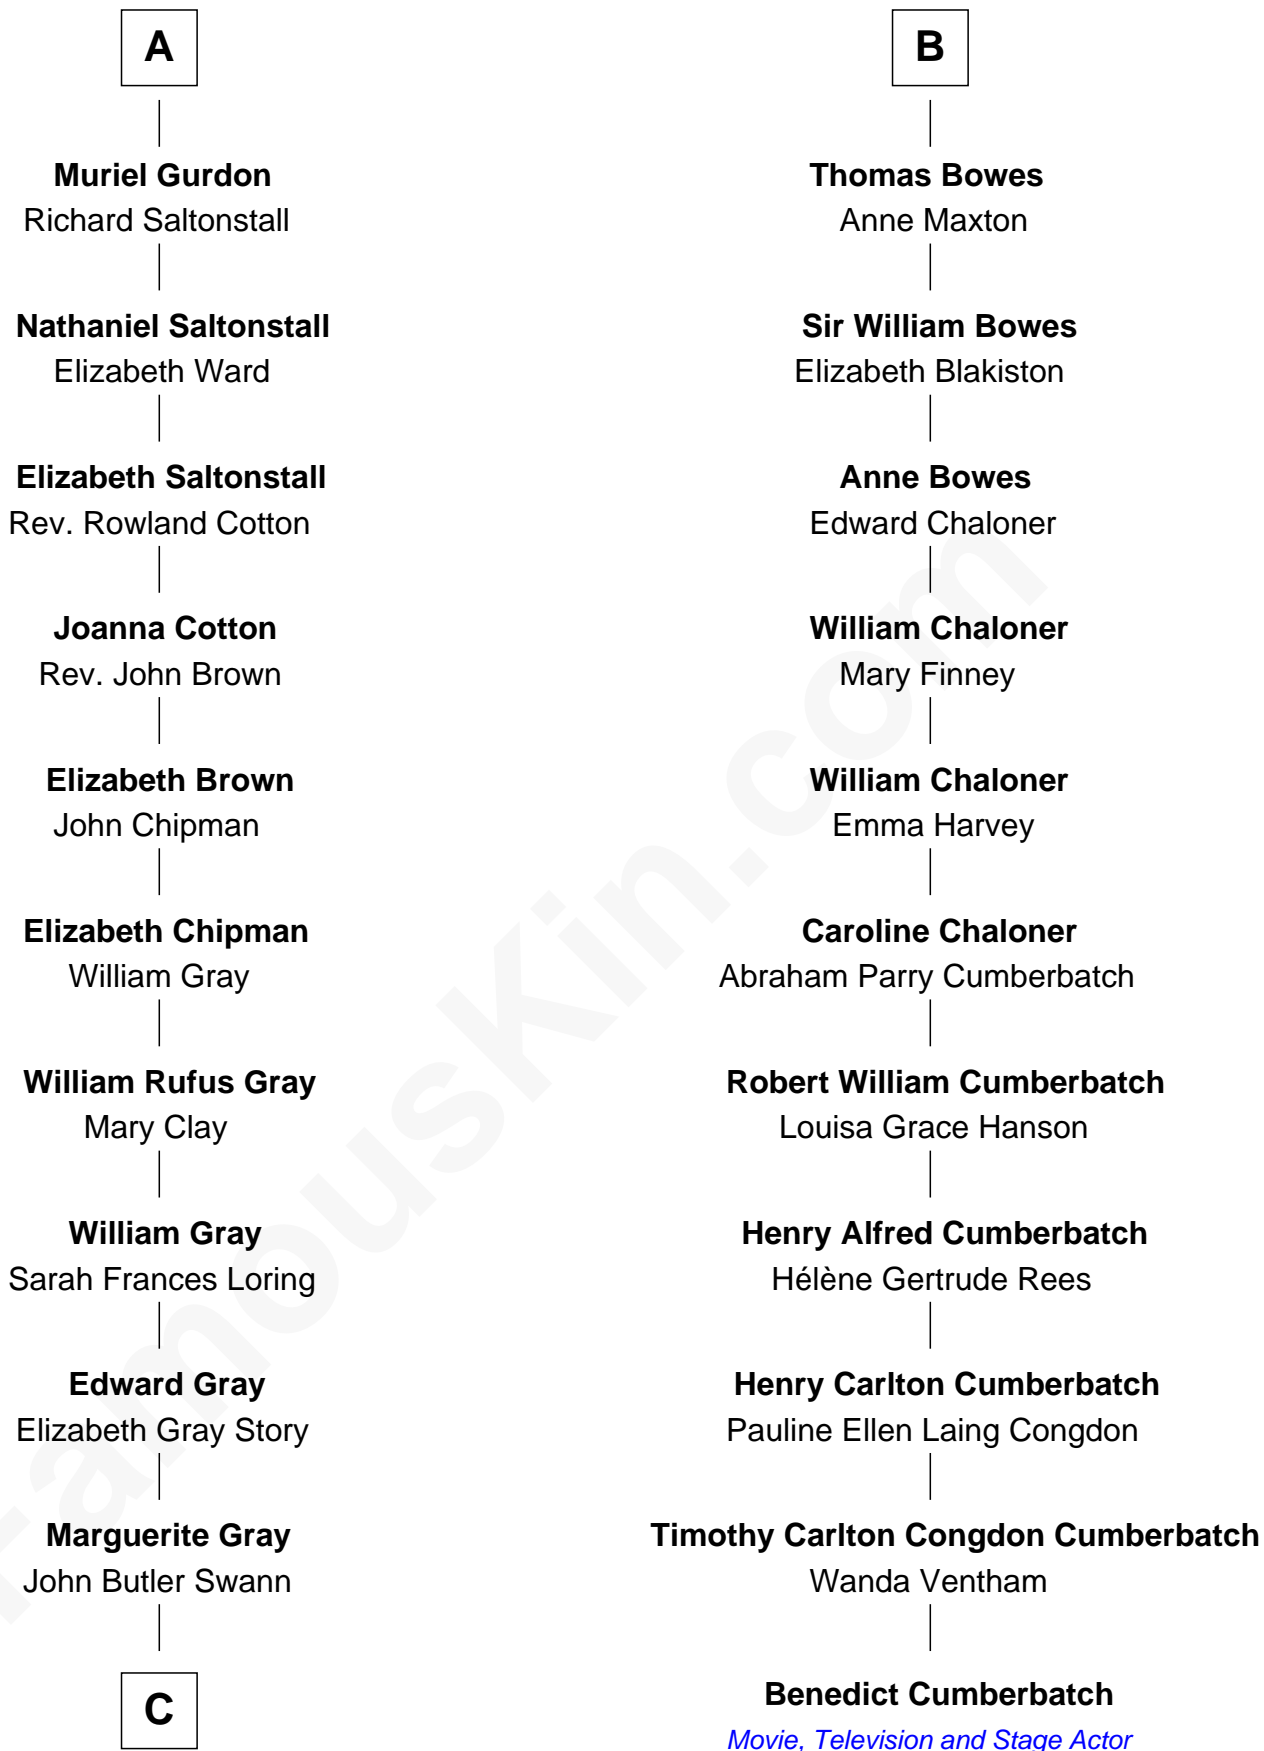 A
Muriel Gurdon
Richard Saltonstall
Nathaniel Saltonstall
Elizabeth Ward
Elizabeth Saltonstall
Rev. Rowland Cotton
Joanna Cotton
Rev. John Brown
Elizabeth Brown
John Chipman
Elizabeth Chipman
William Gray
William Rufus Gray
Mary Clay
William Gray
Sarah Frances Loring
Edward Gray
Elizabeth Gray Story
Marguerite Gray
John Butler Swann
C
B
Thomas Bowes
Anne Maxton
Sir William Bowes
Elizabeth Blakiston
Anne Bowes
Edward Chaloner
William Chaloner
Mary Finney
William Chaloner
Emma Harvey
Caroline Chaloner
Abraham Parry Cumberbatch
Robert William Cumberbatch
Louisa Grace Hanson
Henry Alfred Cumberbatch
Hélène Gertrude Rees
Henry Carlton Cumberbatch
Pauline Ellen Laing Congdon
Timothy Carlton Congdon Cumberbatch
Wanda Ventham
Benedict Cumberbatch
Movie, Television and Stage Actor
FamousKin.com